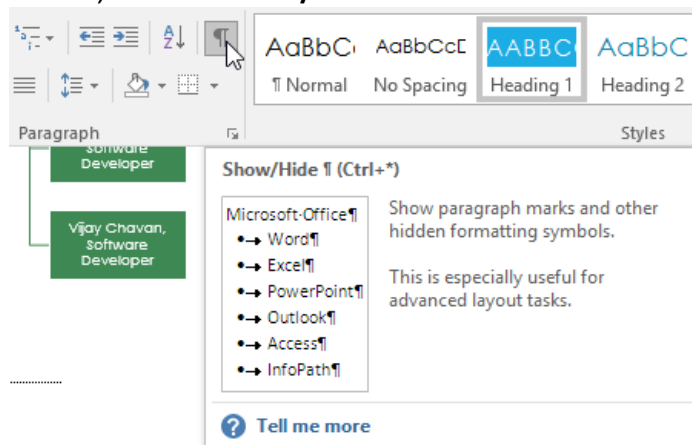 AaBbCc AaBbCcD AABBC AaBbC
¶ Normal No Spacing Heading 1 Heading 2
Paragraph Styles
Software
Developer
Vijay Chavan,
Software
Developer
Show/Hide ¶ (Ctrl+*)
Microsoft·Office¶
•→ Word¶
•→ Excel¶
•→ PowerPoint¶
•→ Outlook¶
•→ Access¶
•→ InfoPath¶
Show paragraph marks and other
hidden formatting symbols.
This is especially useful for
advanced layout tasks.
Tell me more